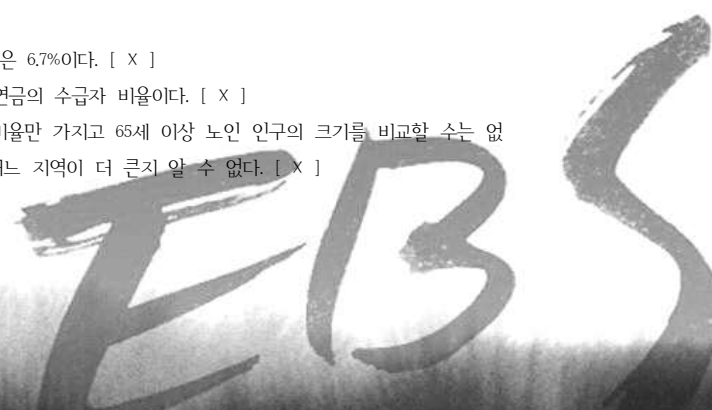 은 6.7%이다. [ X ]
연금의 수급자 비율이다. [ X ]
비율만 가지고 65세 이상 노인 인구의 크기를 비교할 수는 없
느 지역이 더 큰지 알 수 없다. [ X ]
EBS